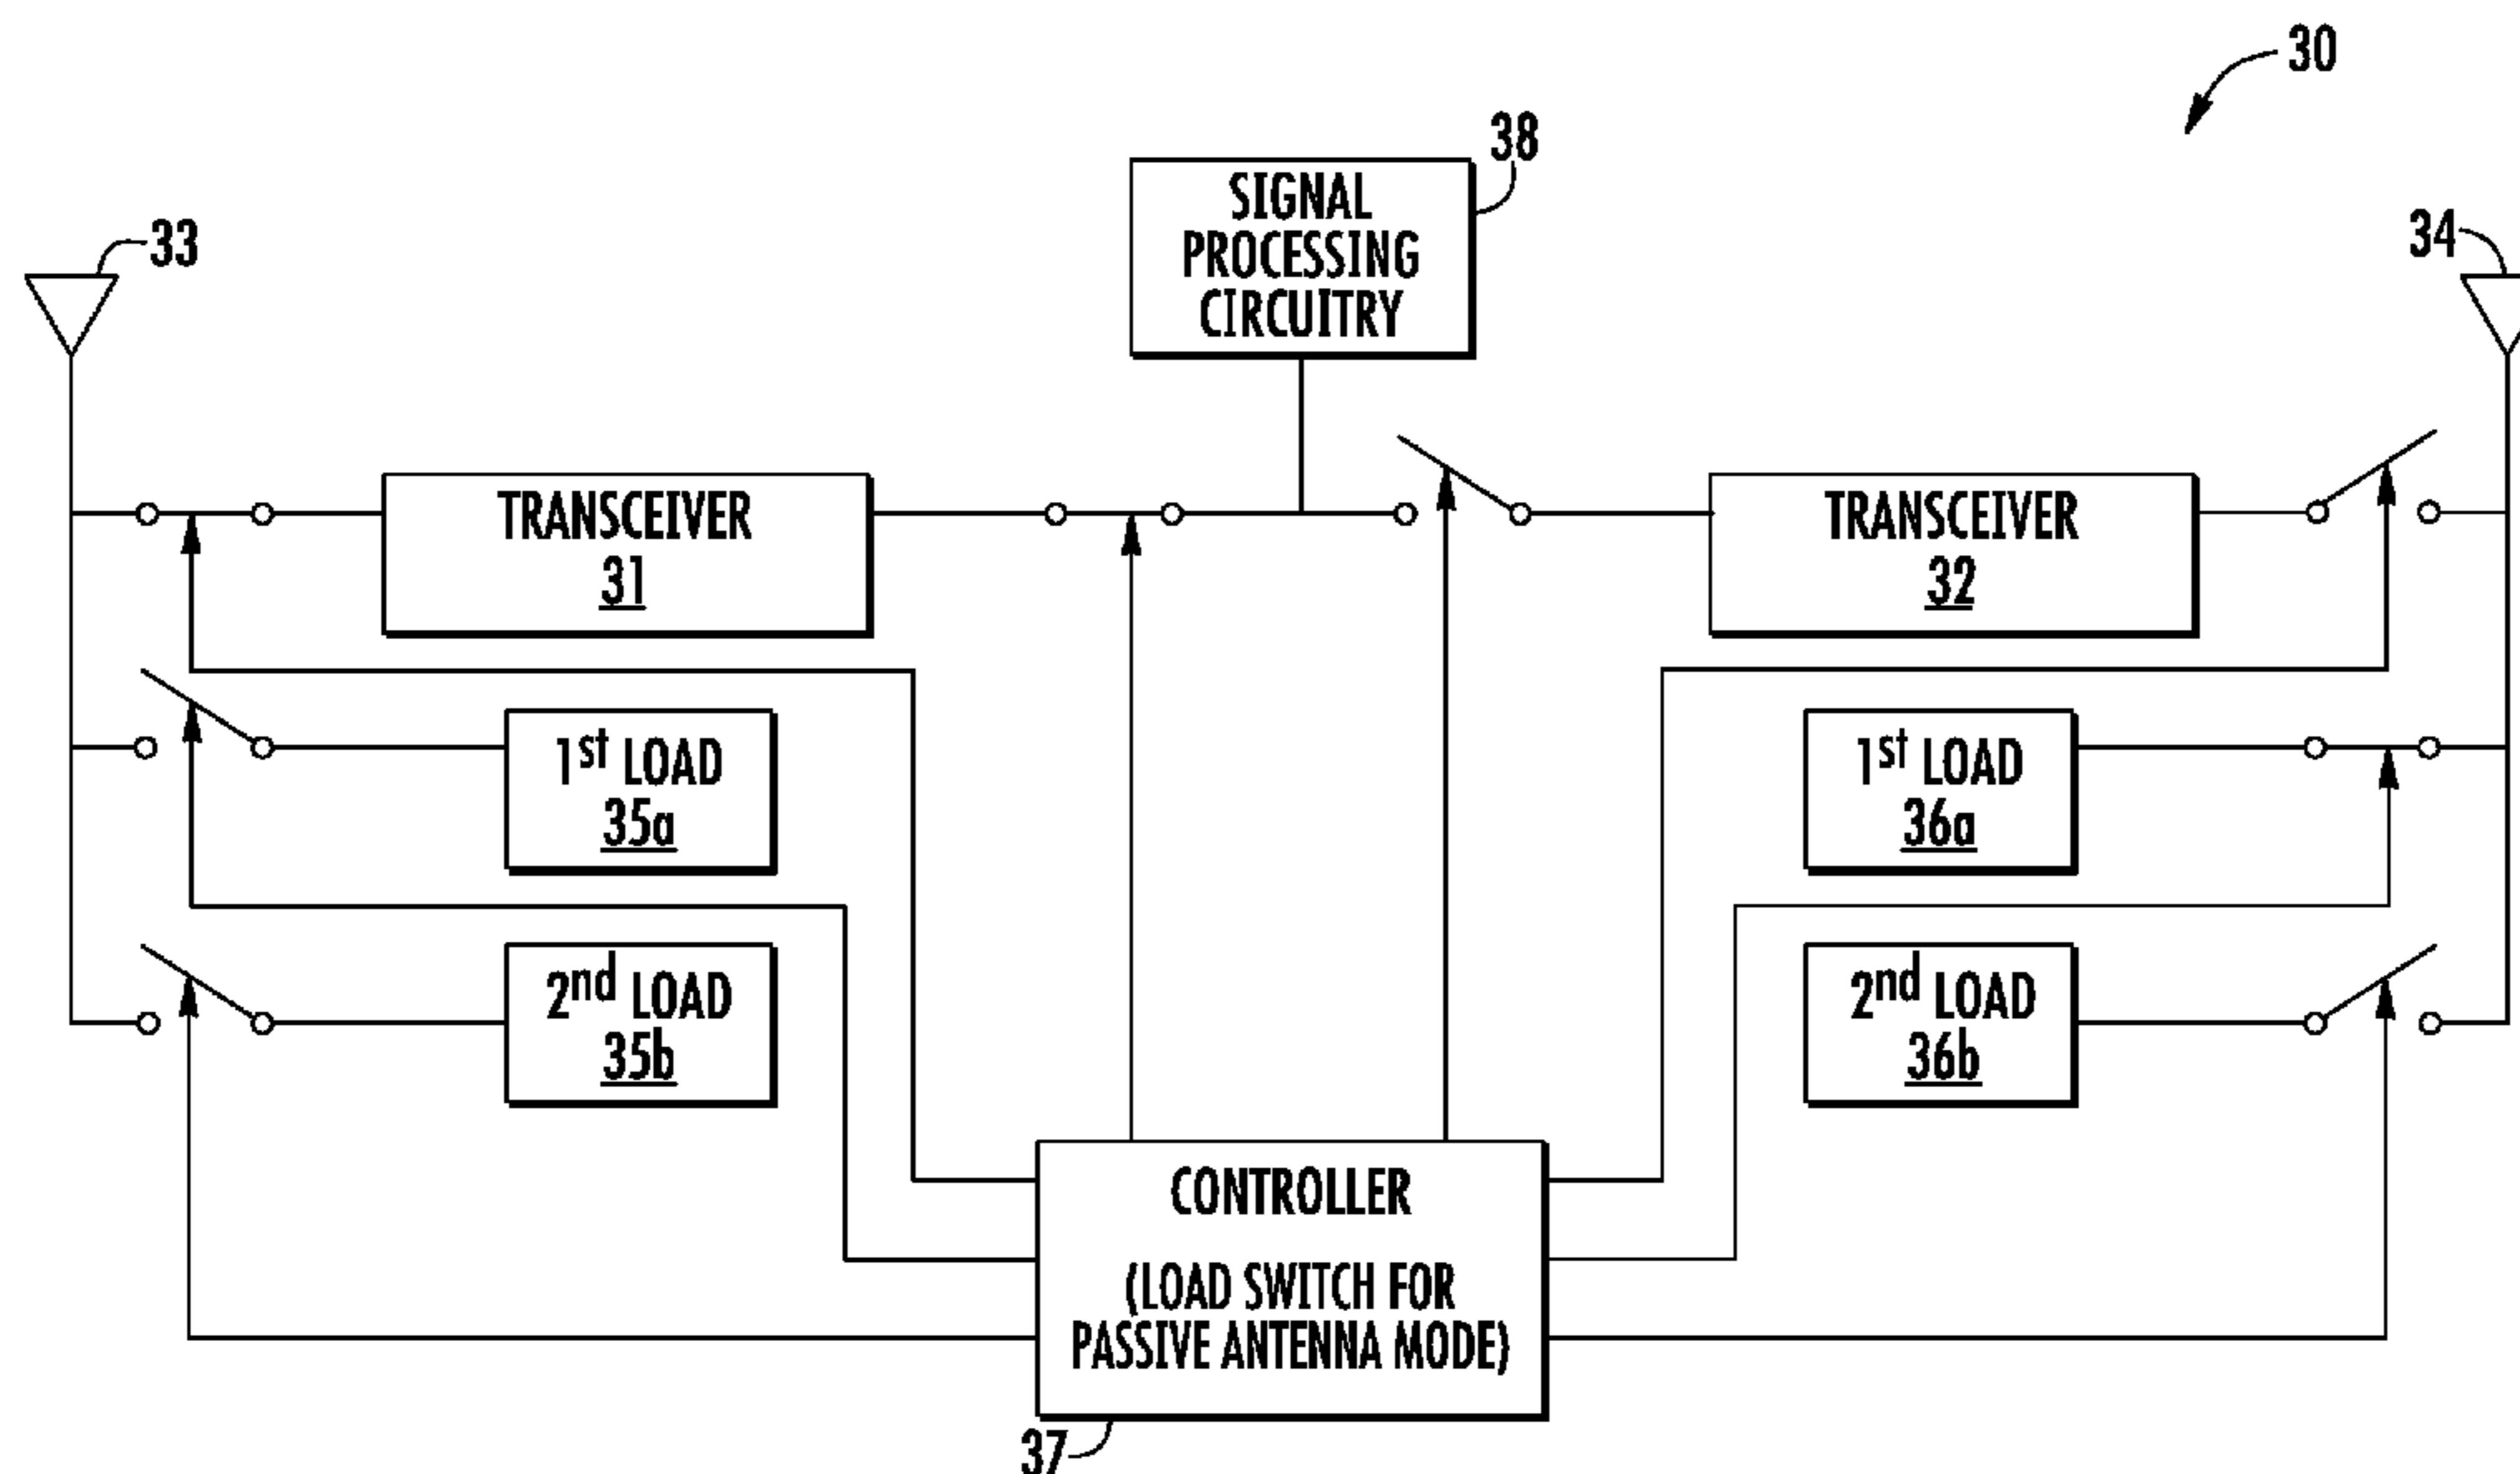 30
38
SIGNAL
PROCESSING
CIRCUITRY
33
34
TRANSCEIVER
31
TRANSCEIVER
32
1st LOAD
35a
1st LOAD
36a
2nd LOAD
35b
2nd LOAD
36b
CONTROLLER
(LOAD SWITCH FOR
PASSIVE ANTENNA MODE)
37